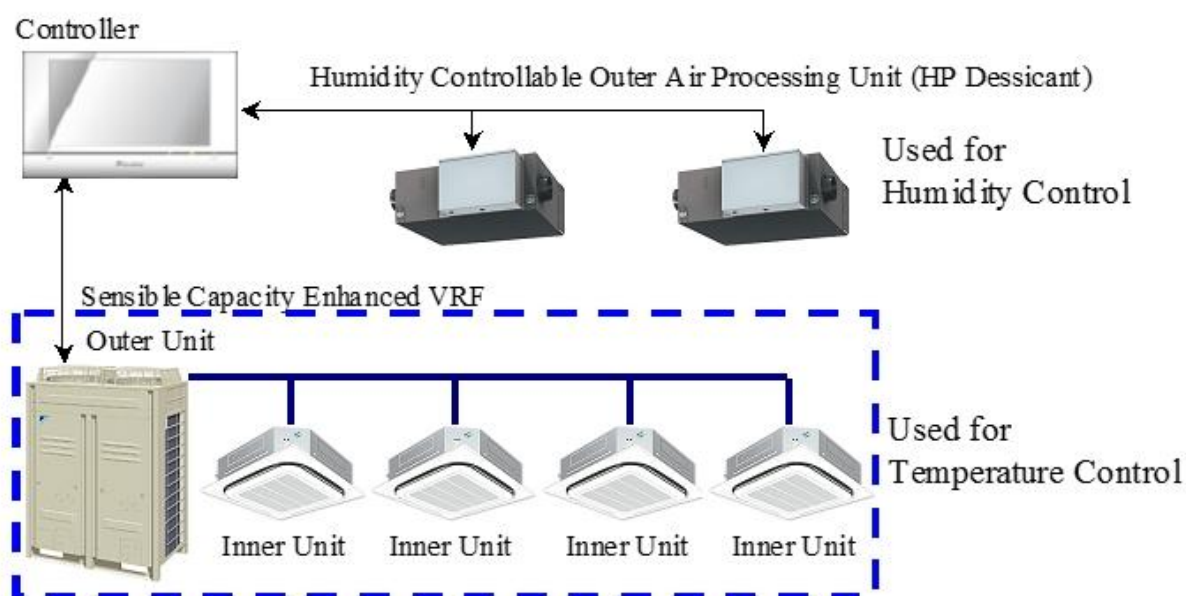 Controller
Humidity Controllable Outer Air Processing Unit (HP Dessicant)
Used for
Humidity Control
Sensible Capacity Enhanced VRF
Outer Unit
Used for
Temperature Control
Inner Unit
Inner Unit
Inner Unit
Inner Unit